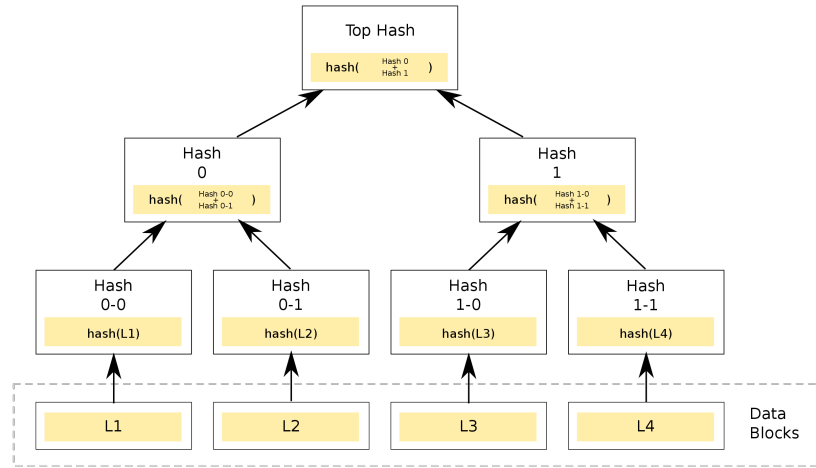 Top Hash
Hash 0
hash( + )
Hash 1
Hash
0
Hash 0-0
hash( + )
Hash 0-1
Hash
1
Hash 1-0
hash( + )
Hash 1-1
Hash
0-0
hash(L1)
Hash
0-1
hash(L2)
Hash
1-0
hash(L3)
Hash
1-1
hash(L4)
L1
L2
L3
L4
Data
Blocks